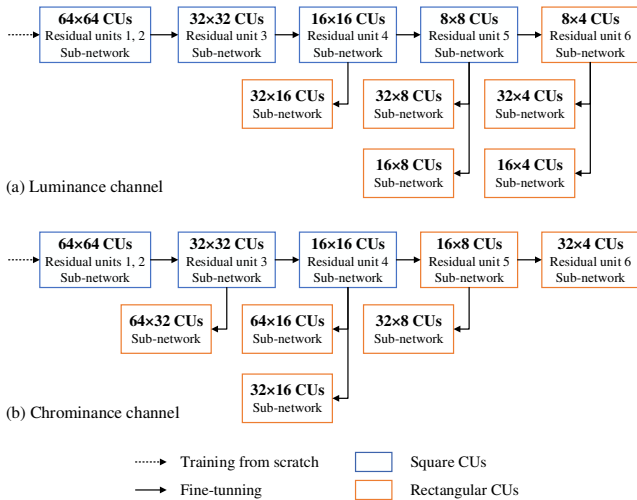 64×64 CUs
Residual units 1, 2
Sub-network
32×32 CUs
Residual unit 3
Sub-network
16×16 CUs
Residual unit 4
Sub-network
8×8 CUs
Residual unit 5
Sub-network
8×4 CUs
Residual unit 6
Sub-network
32×16 CUs
Sub-network
32×8 CUs
Sub-network
32×4 CUs
Sub-network
16×8 CUs
Sub-network
16×4 CUs
Sub-network
(a) Luminance channel
64×64 CUs
Residual units 1, 2
Sub-network
32×32 CUs
Residual unit 3
Sub-network
16×16 CUs
Residual unit 4
Sub-network
16×8 CUs
Residual unit 5
Sub-network
32×4 CUs
Residual unit 6
Sub-network
64×32 CUs
Sub-network
64×16 CUs
Sub-network
32×8 CUs
Sub-network
32×16 CUs
Sub-network
(b) Chrominance channel
Training from scratch
Square CUs
Fine-tunning
Rectangular CUs